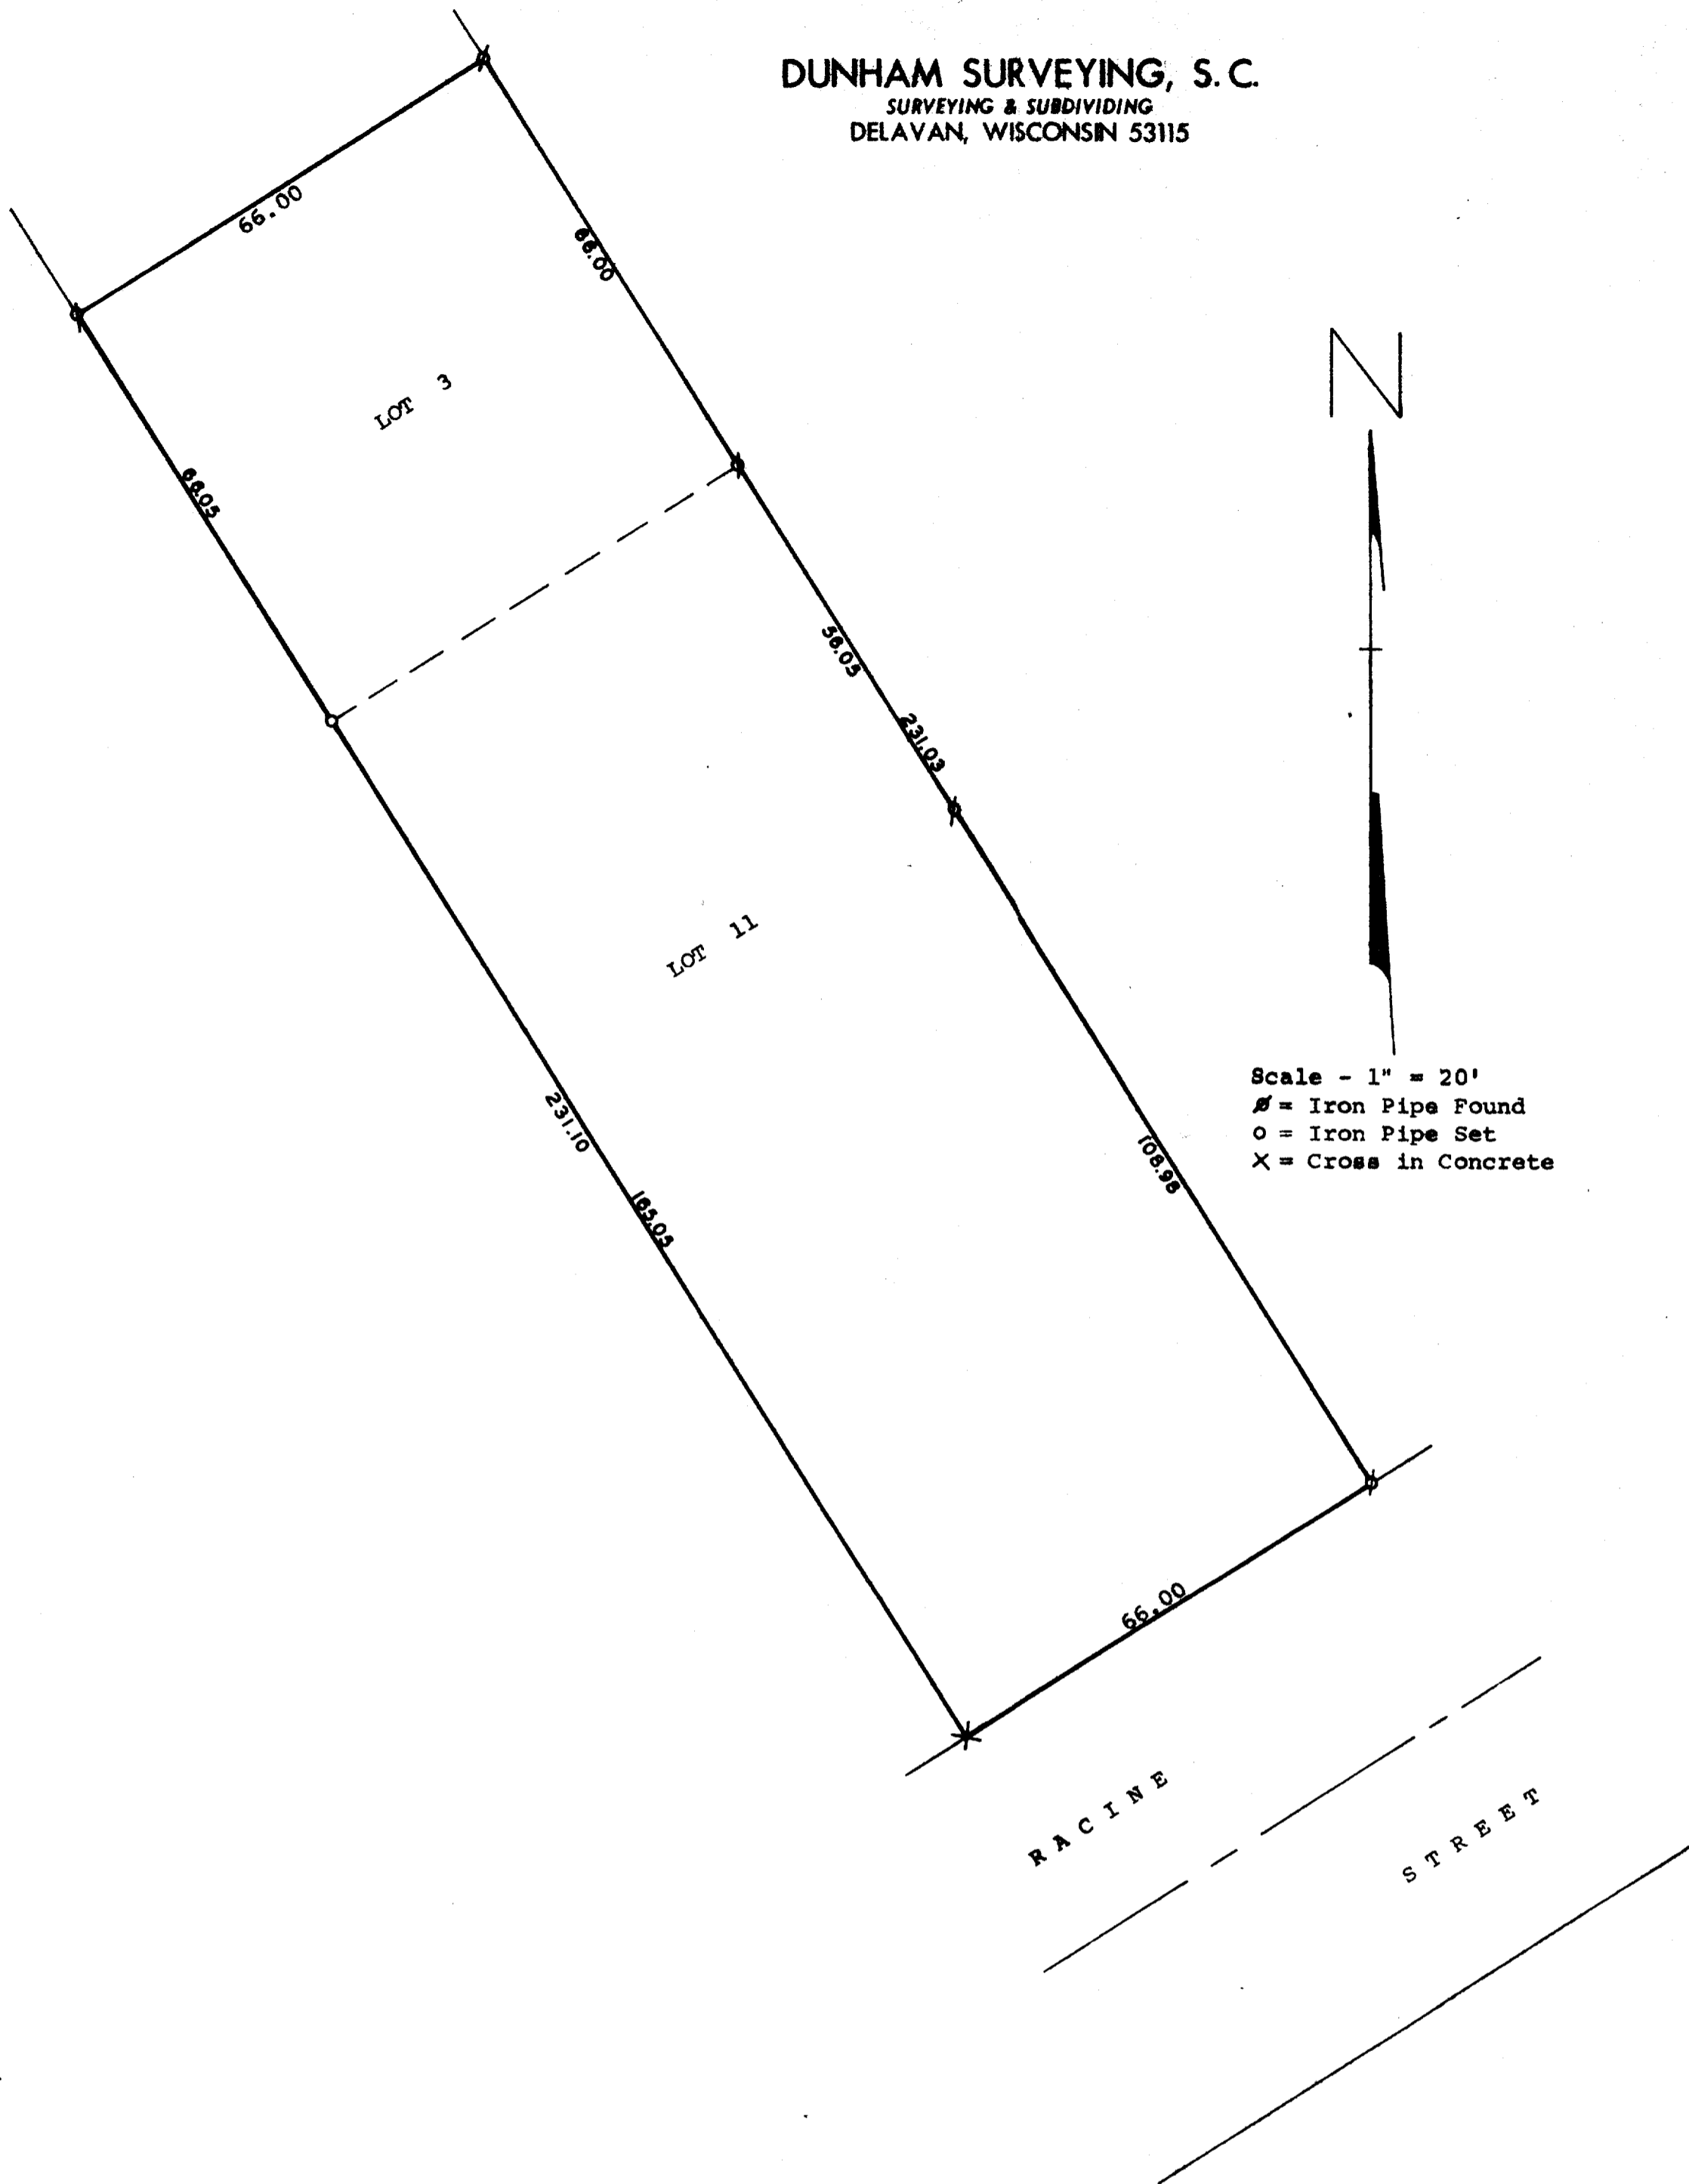 DUNHAM SURVEYING, S. C.
SURVEYING & SUBDIVIDING
DELAVAN, WISCONSIN 53115
66.00
66.00
N
LOT 3
66.05
56.05
231.03
LOT 11
Scale - 1" = 20'
ø = Iron Pipe Found
o = Iron Pipe Set
X = Cross in Concrete
231.10
108.98
165.05
66.00
RACINE
STREET